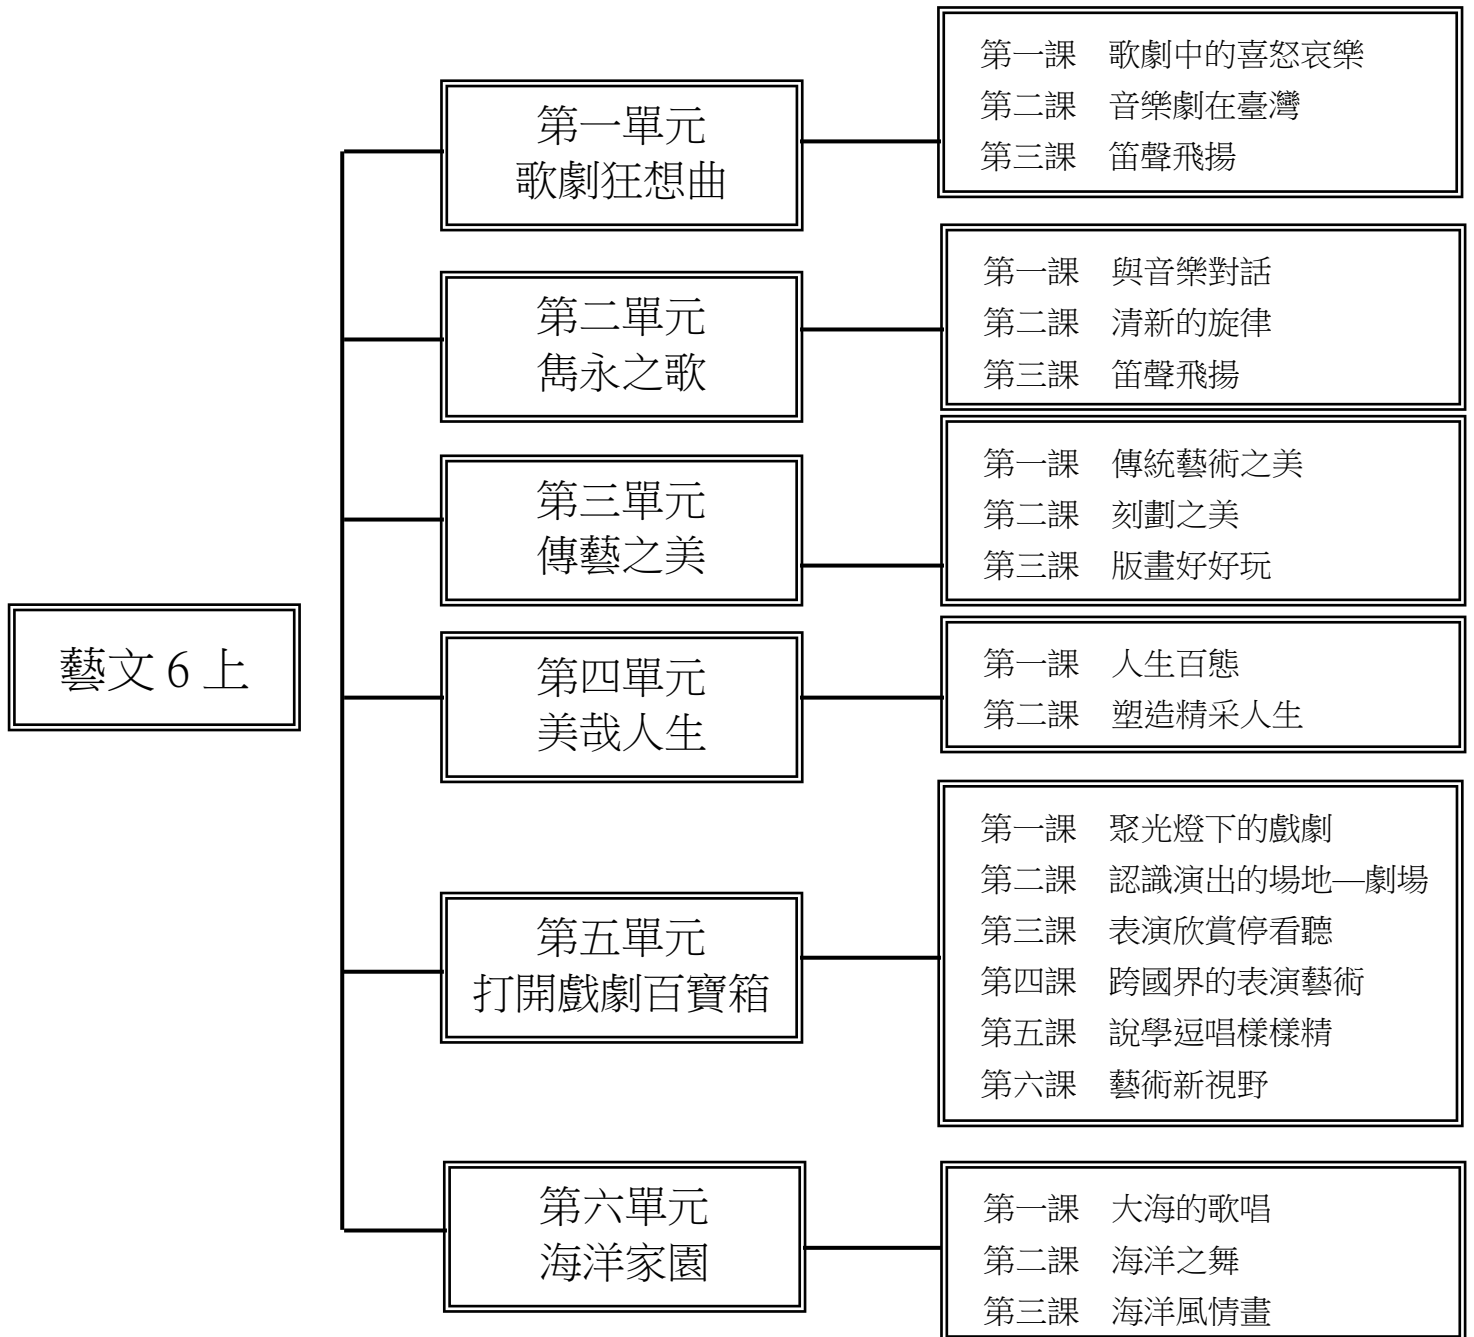 藝文 6 上
第一單元
歌劇狂想曲
第一課 歌劇中的喜怒哀樂
第二課 音樂劇在臺灣
第三課 笛聲飛揚
第二單元
雋永之歌
第一課 與音樂對話
第二課 清新的旋律
第三課 笛聲飛揚
第三單元
傳藝之美
第一課 傳統藝術之美
第二課 刻劃之美
第三課 版畫好好玩
第四單元
美哉人生
第一課 人生百態
第二課 塑造精采人生
第五單元
打開戲劇百寶箱
第一課 聚光燈下的戲劇
第二課 認識演出的場地—劇場
第三課 表演欣賞停看聽
第四課 跨國界的表演藝術
第五課 說學逗唱樣樣精
第六課 藝術新視野
第六單元
海洋家園
第一課 大海的歌唱
第二課 海洋之舞
第三課 海洋風情畫